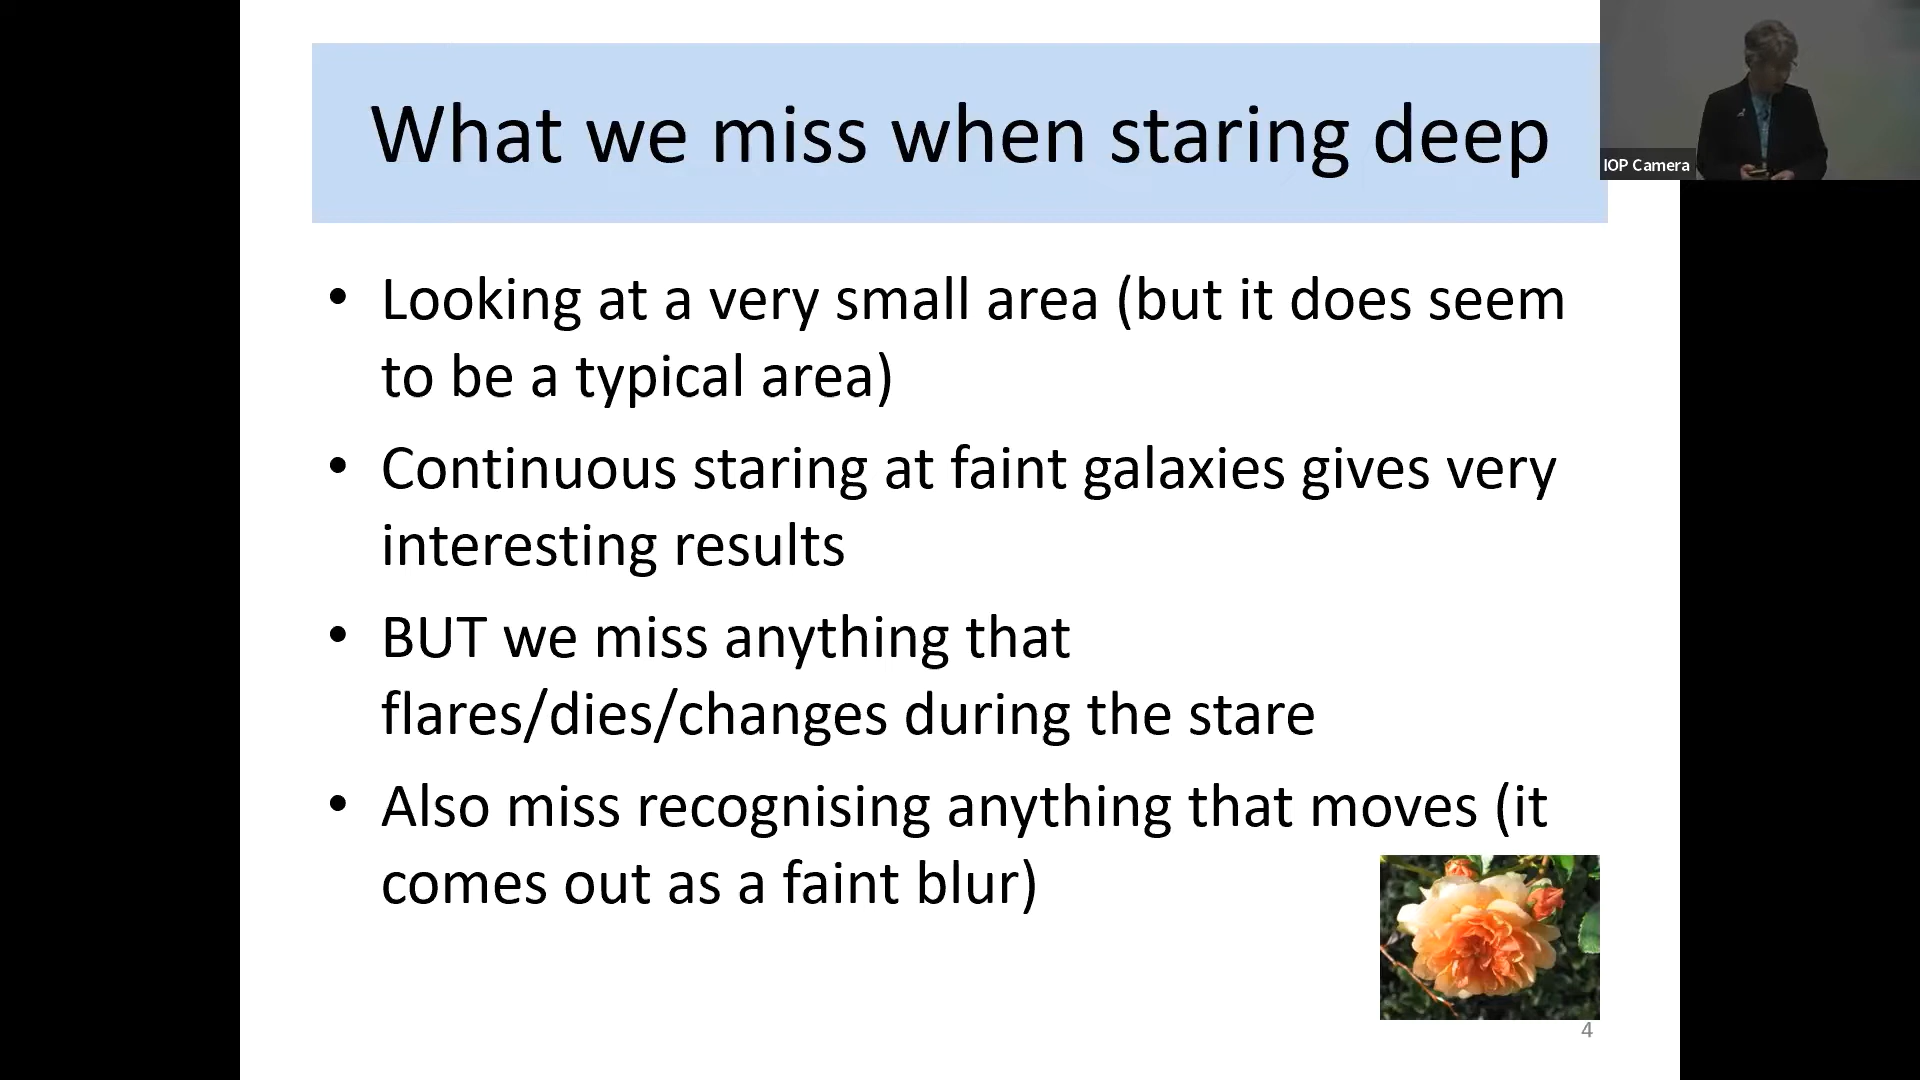 What we miss when staring deep
IOP Camera
• Looking at a very small area (but it does seem
to be a typical area)
• Continuous staring at faint galaxies gives very
interesting results
• BUT we miss anything that
flares/dies/changes during the stare
• Also miss recognising anything that moves (it
comes out as a faint blur)
4